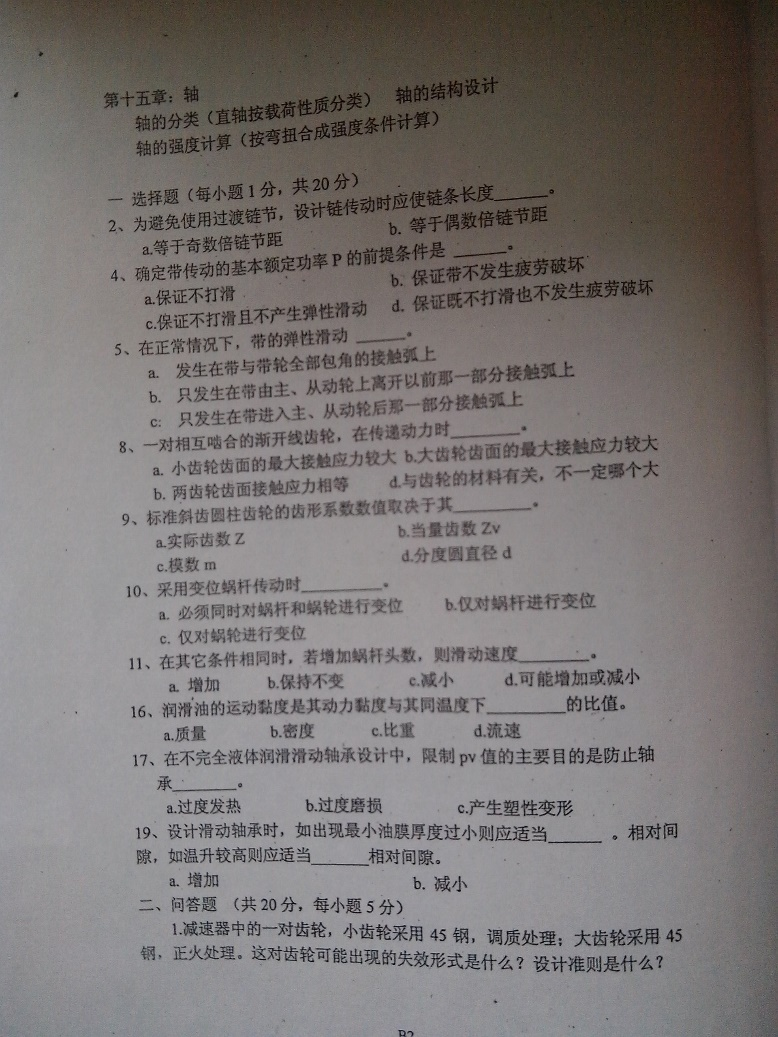 第十五章：轴
轴的分类（直轴按载荷性质分类） 轴的结构设计
轴的强度计算（按弯扭合成强度条件计算）
一 选择题（每小题1分，共20分）
2、为避免使用过渡链节，设计链传动时应使链条长度______。
a.等于奇数倍链节距 b. 等于偶数倍链节距
4、确定带传动的基本额定功率P的前提条件是 ______。
a.保证不打滑 b. 保证带不发生疲劳破坏
c.保证不打滑且不产生弹性滑动 d. 保证既不打滑也不发生疲劳破坏
5、在正常情况下，带的弹性滑动 ______。
a. 发生在带与带轮全部包角的接触弧上
b. 只发生在带由主、从动轮上离开以前那一部分接触弧上
c: 只发生在带进入主、从动轮后那一部分接触弧上
8、一对相互啮合的渐开线齿轮，在传递动力时________。
a. 小齿轮齿面的最大接触应力较大 b.大齿轮齿面的最大接触应力较大
b. 两齿轮齿面接触应力相等 d.与齿轮的材料有关，不一定哪个大
9、标准斜齿圆柱齿轮的齿形系数数值取决于其_________。
a.实际齿数Z b.当量齿数Zv
c.模数m d.分度圆直径d
10、采用变位蜗杆传动时_________。
a. 必须同时对蜗杆和蜗轮进行变位 b.仅对蜗杆进行变位
c. 仅对蜗轮进行变位
11、在其它条件相同时，若增加蜗杆头数，则滑动速度________。
a. 增加 b.保持不变 c.减小 d.可能增加或减小
16、润滑油的运动黏度是其动力黏度与其同温度下_________的比值。
a.质量 b.密度 c.比重 d.流速
17、在不完全液体润滑滑动轴承设计中，限制pv值的主要目的是防止轴
承_______。
a.过度发热 b.过度磨损 c.产生塑性变形
19、设计滑动轴承时，如出现最小油膜厚度过小则应适当______ 。相对间
隙，如温升较高则应适当______相对间隙。
a. 增加 b. 减小
二、问答题 （共20分，每小题5分）
1.减速器中的一对齿轮，小齿轮采用 45 钢，调质处理；大齿轮采用 45
钢，正火处理。这对齿轮可能出现的失效形式是什么？设计准则是什么？
B2